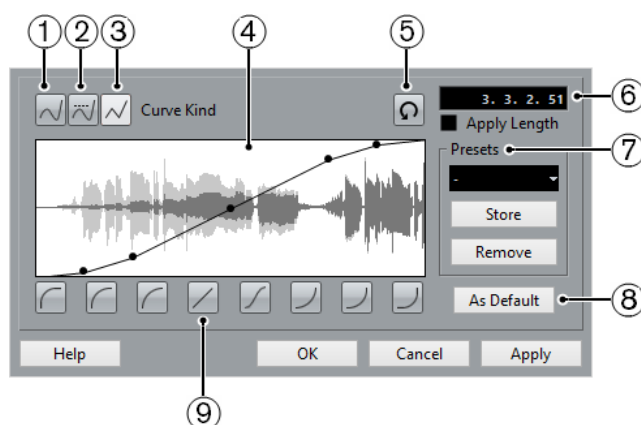 ① ② ③ ④ ⑤
Curve Kind
3. 3. 2. 51
⑥
Apply Length
Presets
⑦
-
Store
Remove
As Default
⑧
Help OK Cancel Apply
⑨